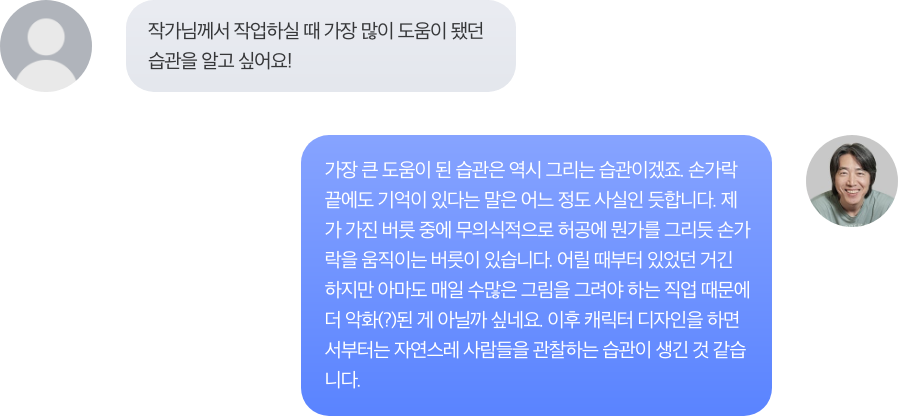 작가님께서 작업하실 때 가장 많이 도움이 됐던
습관을 알고 싶어요!
가장 큰 도움이 된 습관은 역시 그리는 습관이겠죠. 손가락
끝에도 기억이 있다는 말은 어느 정도 사실인 듯합니다. 제
가 가진 버릇 중에 무의식적으로 허공에 뭔가를 그리듯 손가
락을 움직이는 버릇이 있습니다. 어릴 때부터 있었던 거긴
하지만 아마도 매일 수많은 그림을 그려야 하는 직업 때문에
더 악화(?)된 게 아닐까 싶네요. 이후 캐릭터 디자인을 하면
서부터는 자연스레 사람들을 관찰하는 습관이 생긴 것 같습
니다.